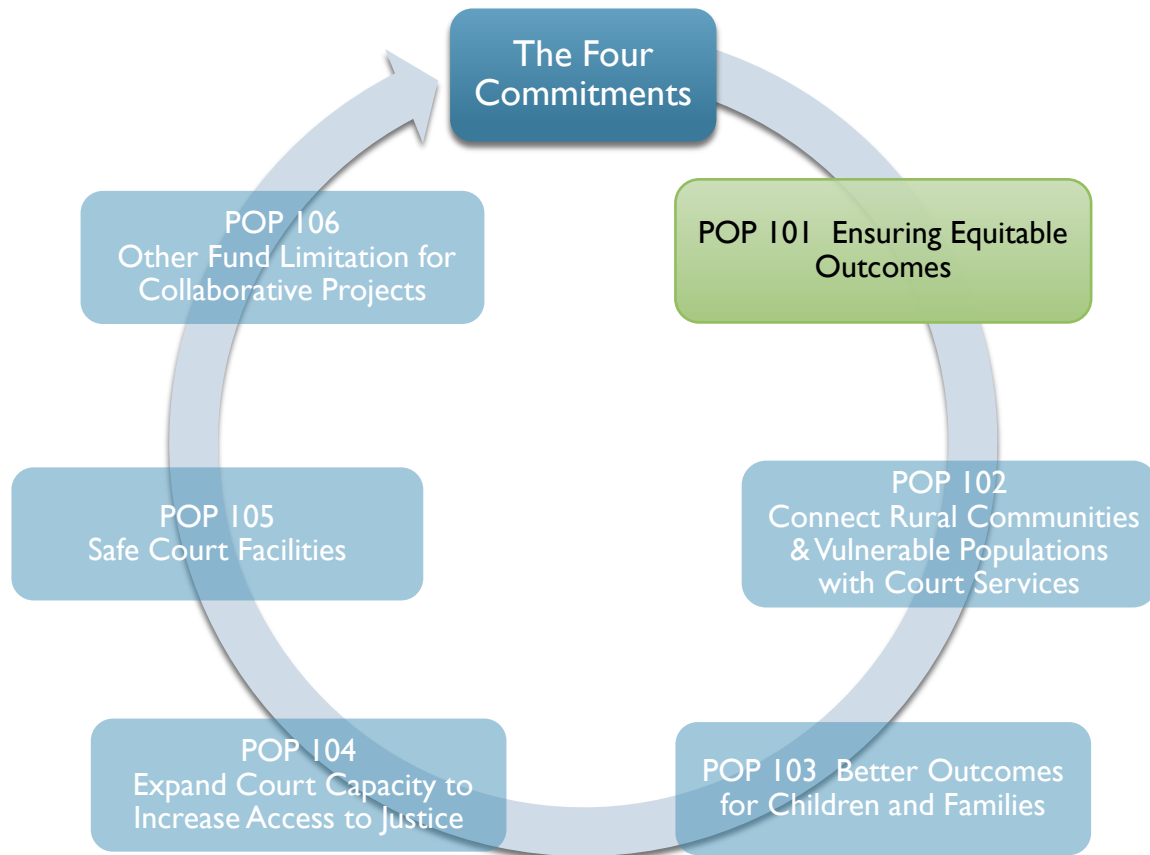 The Four
Commitments
POP 101 Ensuring Equitable
Outcomes
POP 102
Connect Rural Communities
& Vulnerable Populations
with Court Services
POP 103 Better Outcomes
for Children and Families
POP 104
Expand Court Capacity to
Increase Access to Justice
POP 105
Safe Court Facilities
POP 106
Other Fund Limitation for
Collaborative Projects